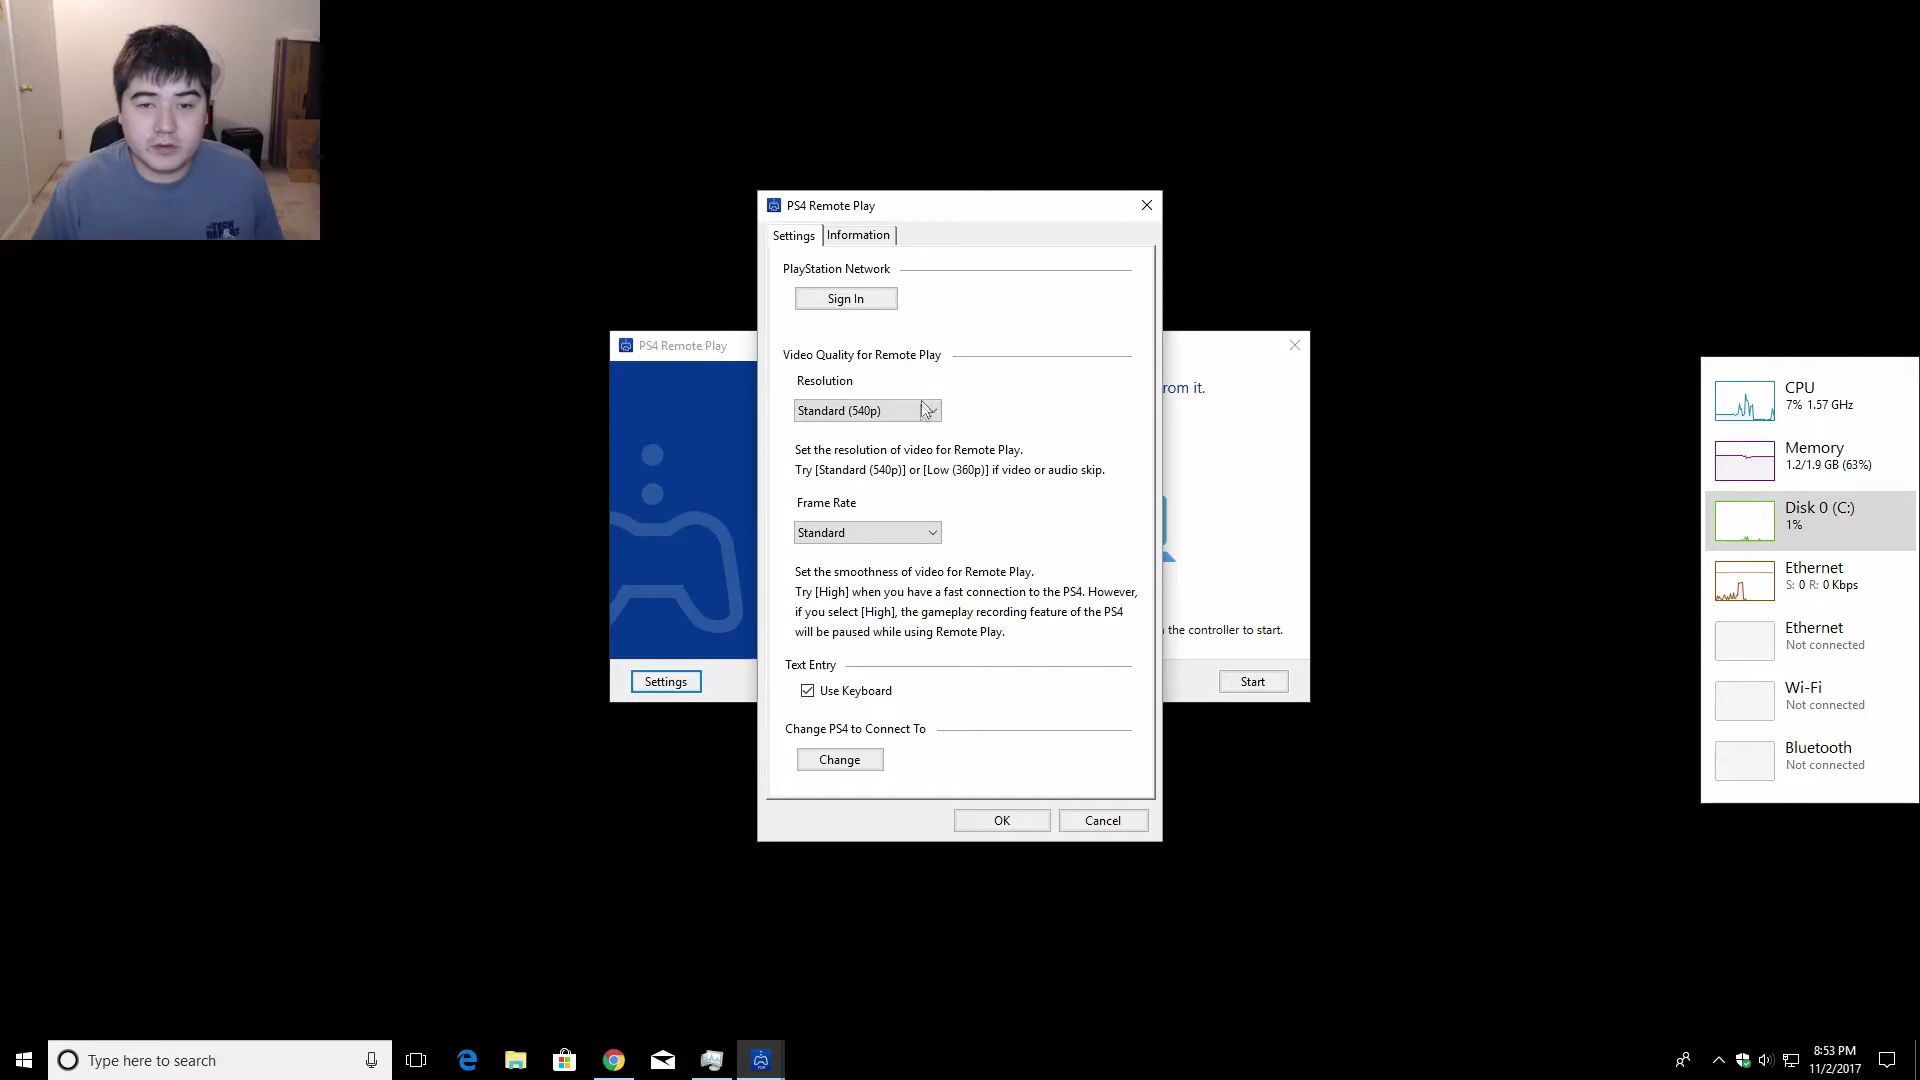 PS4 Remote Play
Settings
Information
PlayStation Network
Sign In
Video Quality for Remote Play
Resolution
Standard (540p)
Set the resolution of video for Remote Play.
Try [Standard (540p)] or [Low (360p)] if video or audio skip.
Frame Rate
Standard
Set the smoothness of video for Remote Play.
Try [High] when you have a fast connection to the PS4. However,
if you select [High], the gameplay recording feature of the PS4
will be paused while using Remote Play.
Text Entry
Use Keyboard
Change PS4 to Connect To
Change
OK
Cancel
PS4 Remote Play
rom it.
the controller to start.
Settings
Start
CPU
7% 1.57 GHz
Memory
1.2/1.9 GB (63%)
Disk 0 (C:)
1%
Ethernet
S: 0 R: 0 Kbps
Ethernet
Not connected
Wi-Fi
Not connected
Bluetooth
Not connected
Type here to search
8:53 PM
11/2/2017